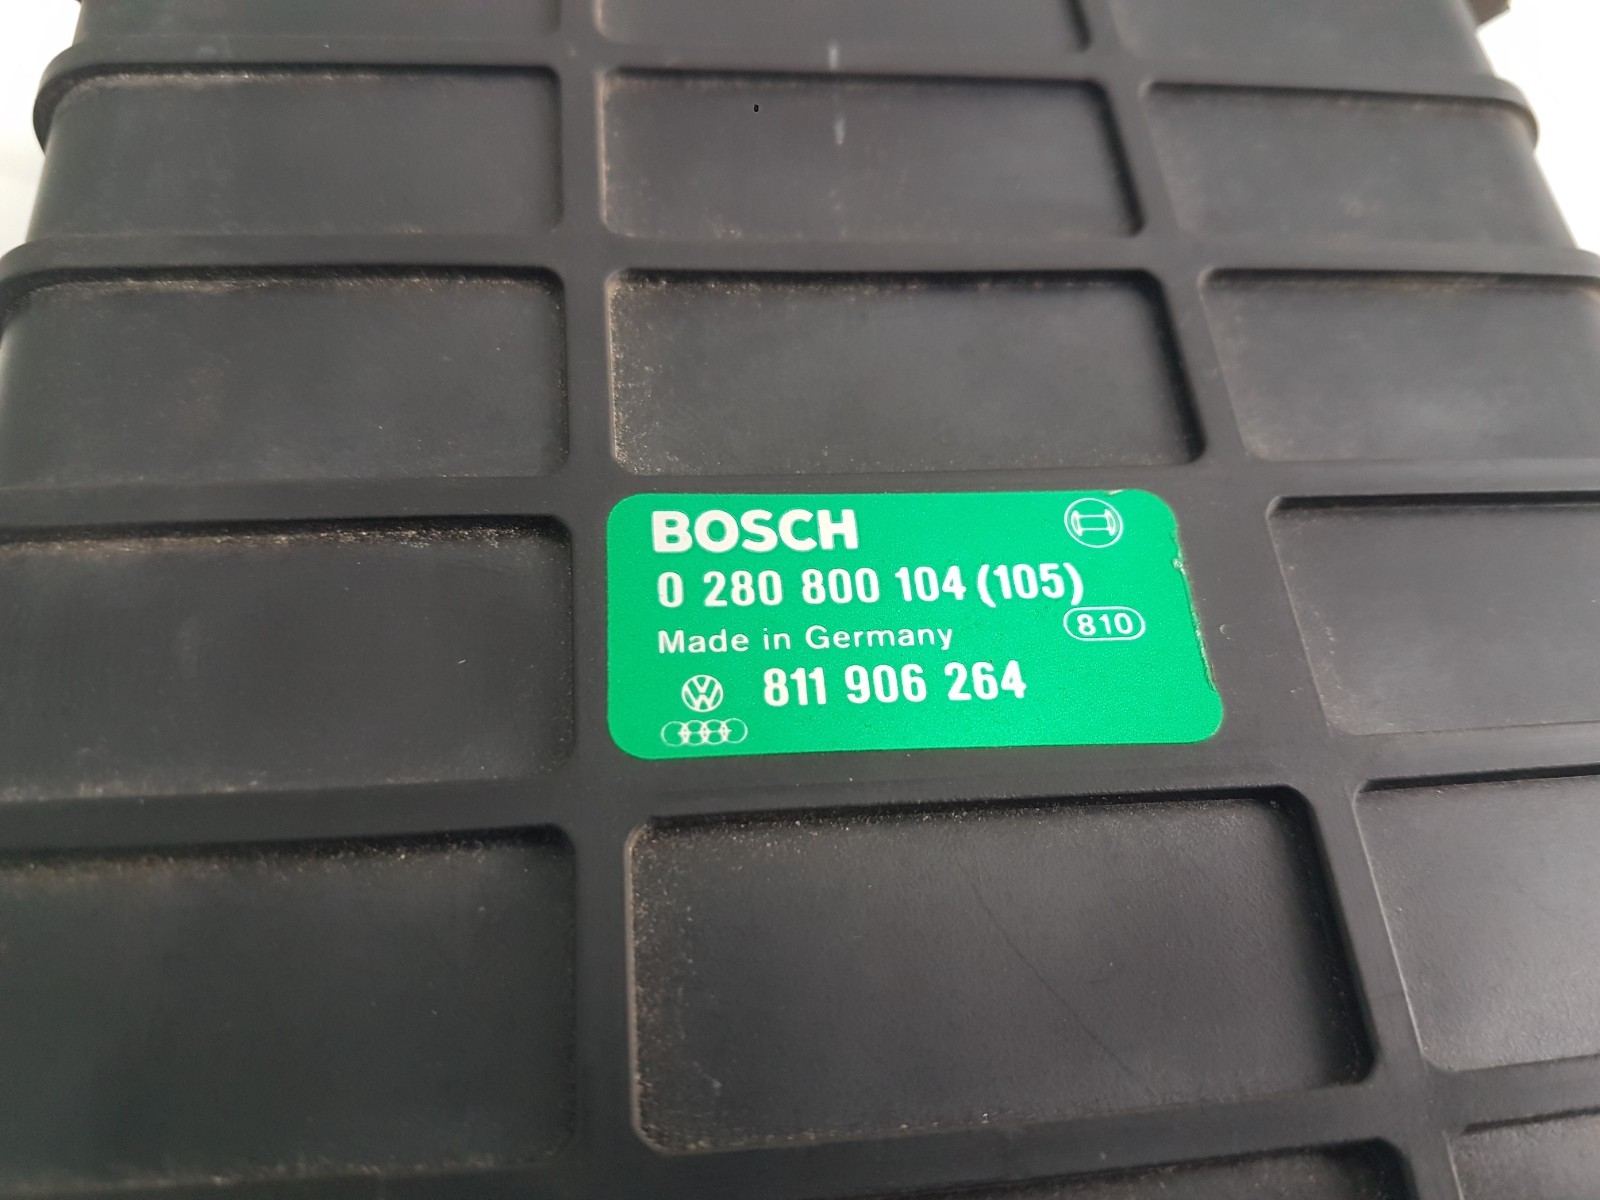 BOSCH
0 280 800 104 (105)
Made in Germany 810
811 906 264